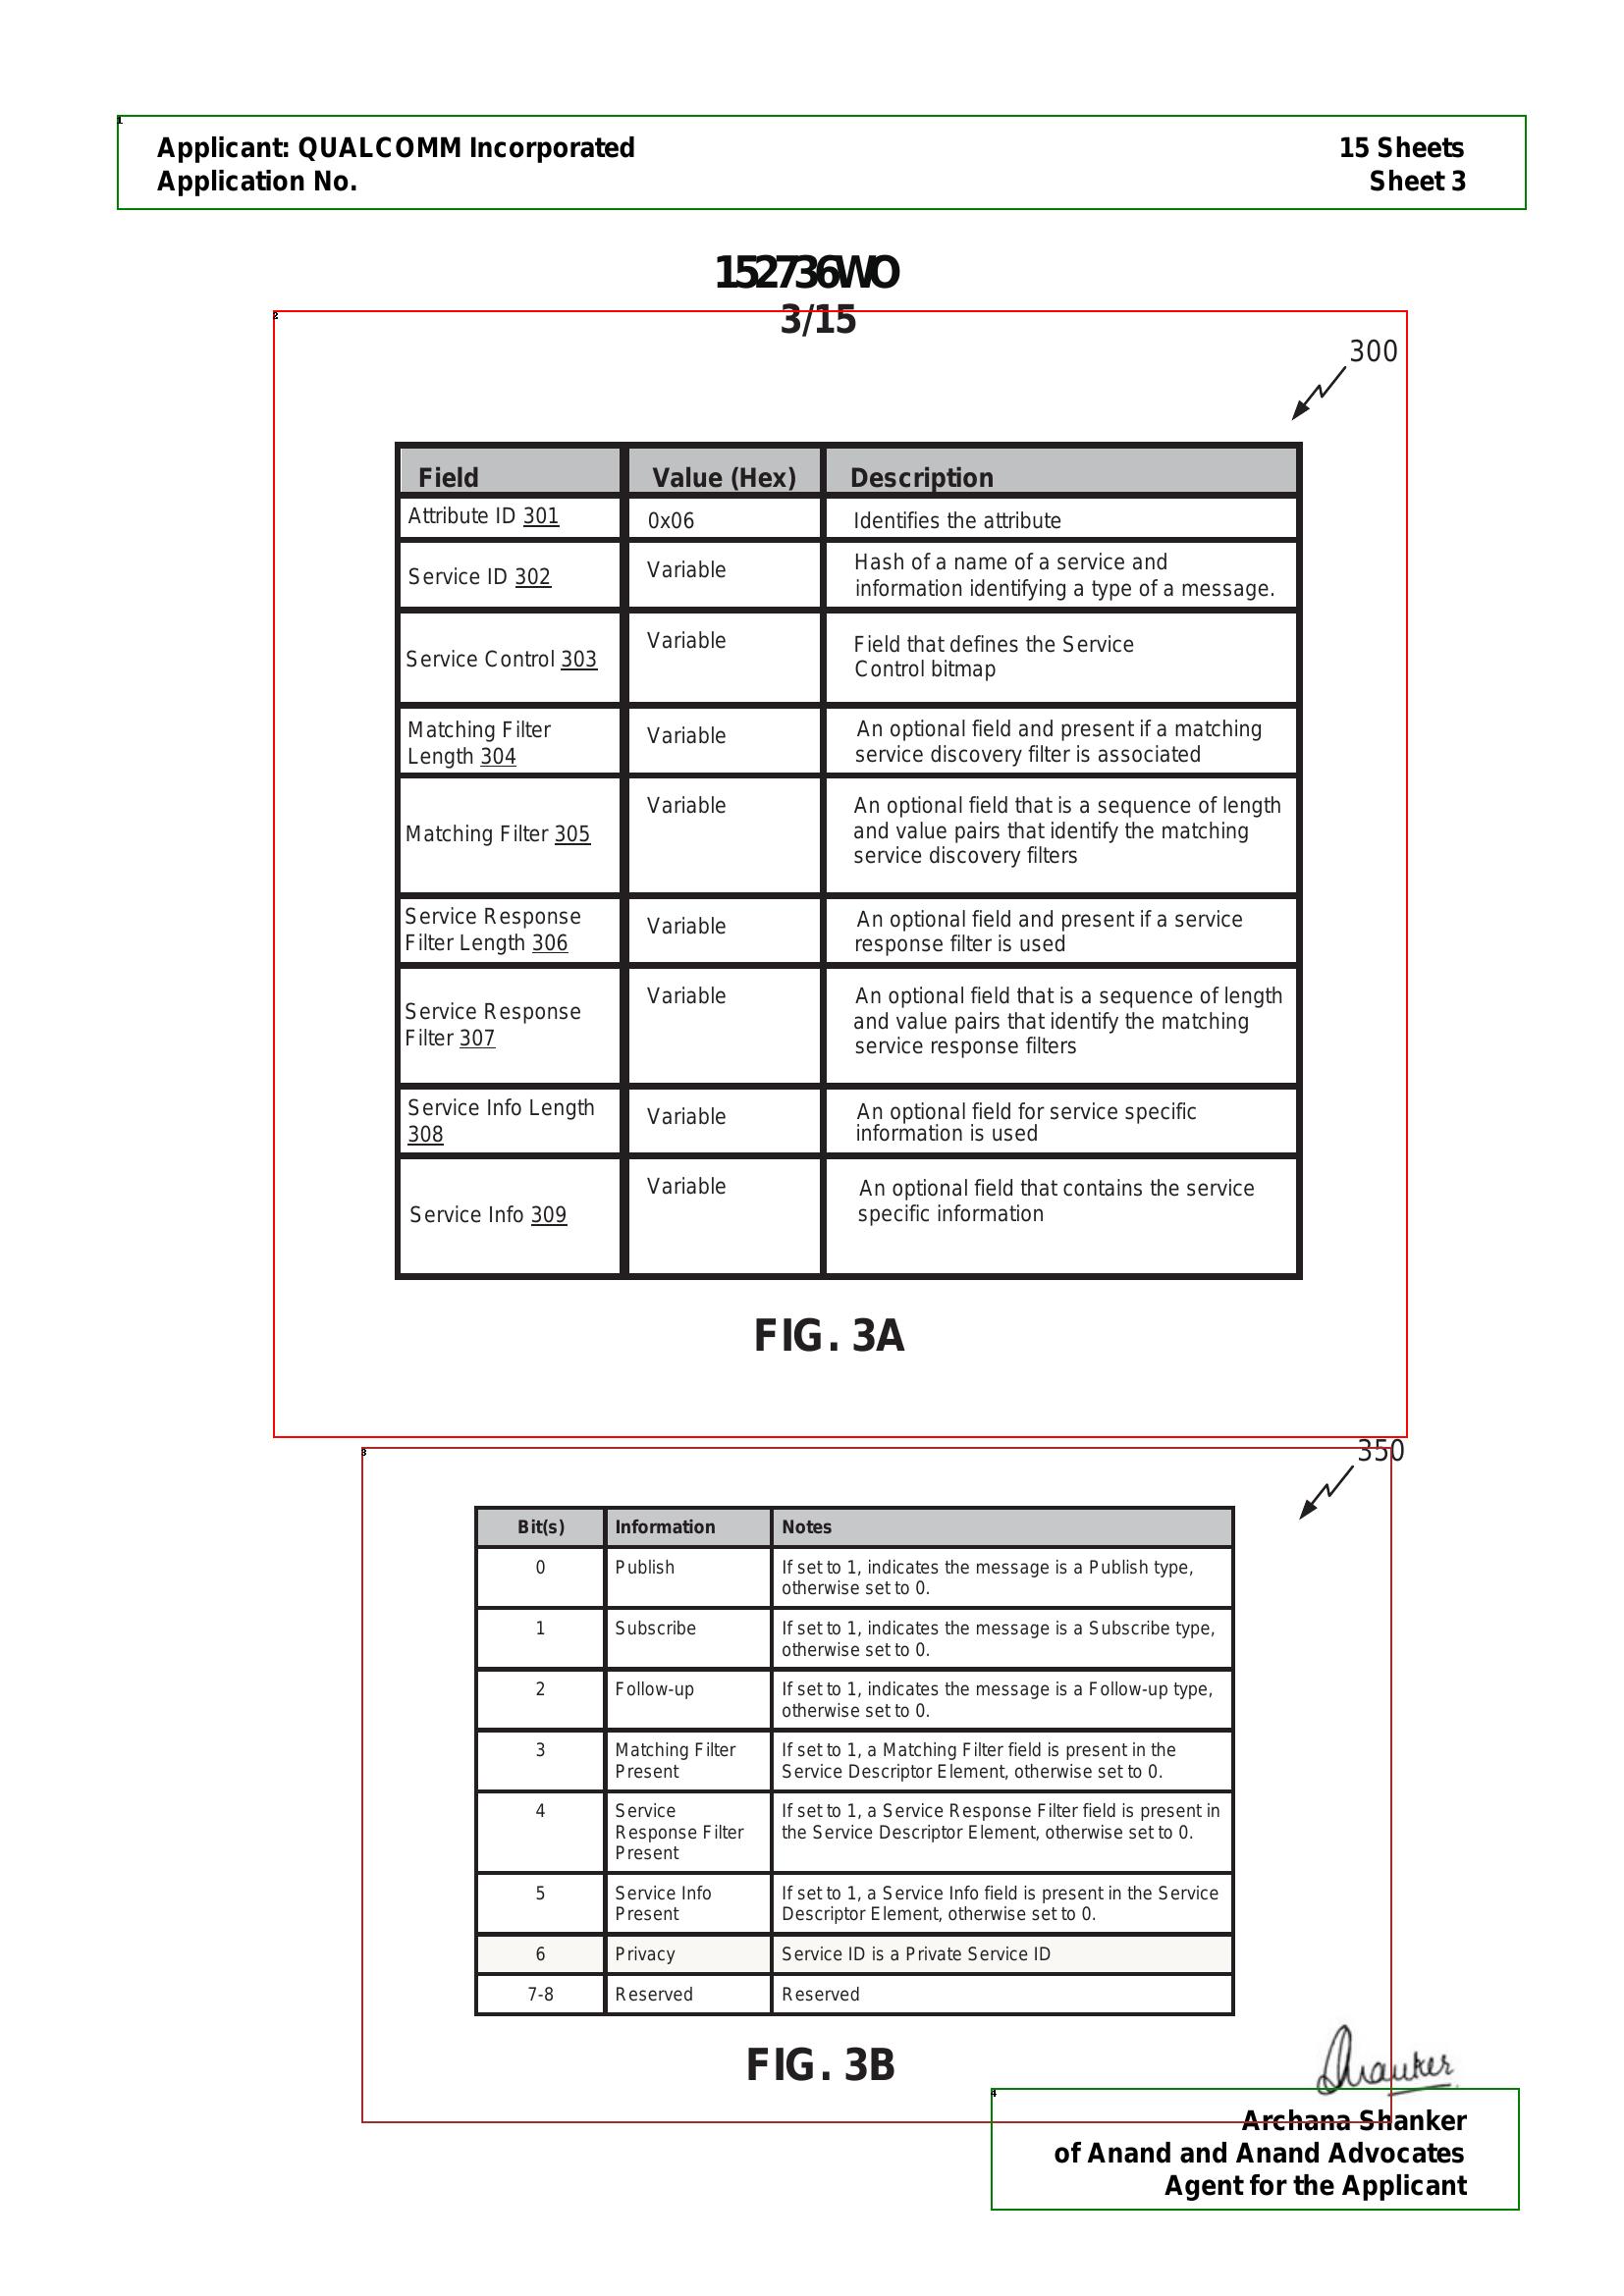 Applicant: QUALCOMM Incorporated 15 Sheets
Application No. Sheet 3
152736WO
3/15
300
Field Value (Hex) Description
Attribute ID 301 0x06 Identifies the attribute
Service ID 302 Variable Hash of a name of a service and
information identifying a type of a message.
Service Control 303 Variable Field that defines the Service
Control bitmap
Matching Filter Variable An optional field and present if a matching
Length 304 service discovery filter is associated
Matching Filter 305 Variable An optional field that is a sequence of length
and value pairs that identify the matching
service discovery filters
Service Response Variable An optional field and present if a service
Filter Length 306 response filter is used
Service Response Variable An optional field that is a sequence of length
Filter 307 and value pairs that identify the matching
service response filters
Service Info Length Variable An optional field for service specific
308 information is used
Service Info 309 Variable An optional field that contains the service
specific information
FIG. 3A
350
Bit(s) Information Notes
0 Publish If set to 1, indicates the message is a Publish type,
otherwise set to 0.
1 Subscribe If set to 1, indicates the message is a Subscribe type,
otherwise set to 0.
2 Follow-up If set to 1, indicates the message is a Follow-up type,
otherwise set to 0.
3 Matching Filter If set to 1, a Matching Filter field is present in the
Present Service Descriptor Element, otherwise set to 0.
4 Service If set to 1, a Service Response Filter field is present in
Response Filter the Service Descriptor Element, otherwise set to 0.
Present
5 Service Info If set to 1, a Service Info field is present in the Service
Present Descriptor Element, otherwise set to 0.
6 Privacy Service ID is a Private Service ID
7-8 Reserved Reserved
FIG. 3B
Shanker
Archana Shanker
of Anand and Anand Advocates
Agent for the Applicant